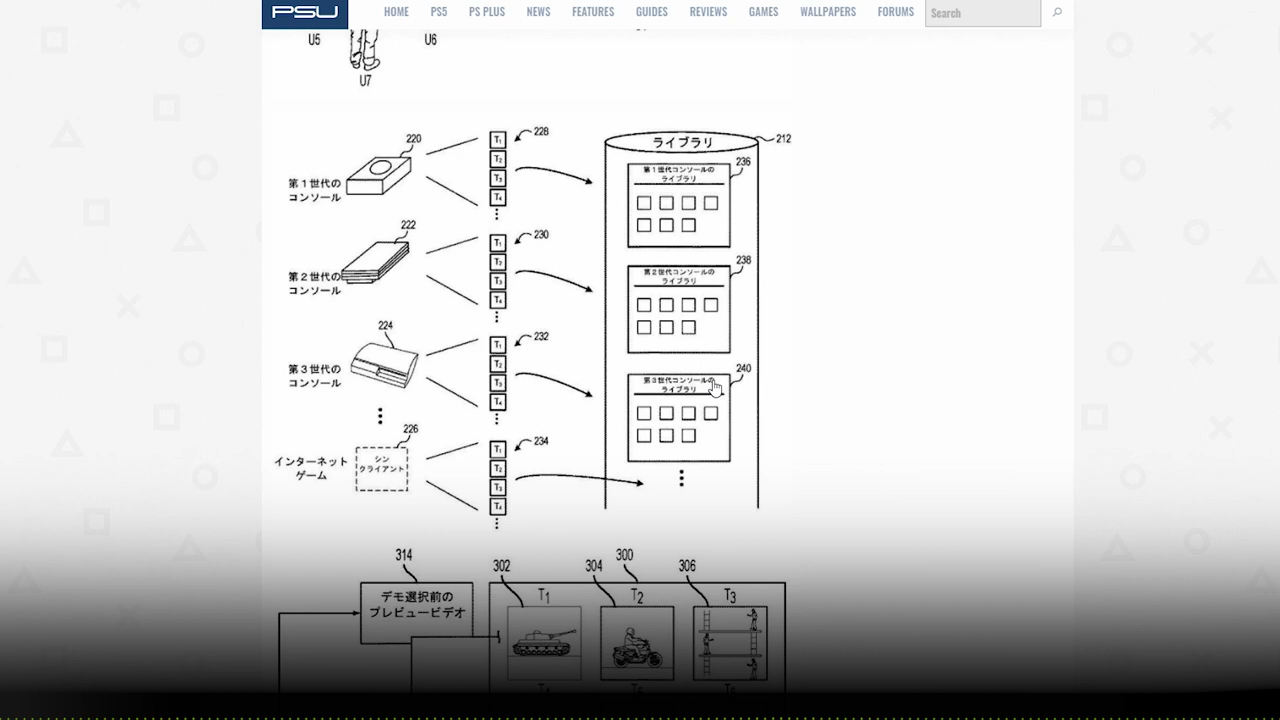 PSU
HOME PS5 PS PLUS NEWS FEATURES GUIDES REVIEWS GAMES WALLPAPERS FORUMS Search
U5
U6
U7
220
第1世代の
コンソール
T₁
T₂
T₃
T₄
228
ライブラリ
212
第1世代コンソールの
ライブラリ
236
222
第2世代の
コンソール
T₁
T₂
T₃
T₄
230
第2世代コンソールの
ライブラリ
238
224
第3世代の
コンソール
T₁
T₂
T₃
T₄
232
第3世代コンソールの
ライブラリ
240
226
インターネット
ゲーム
シン
クライアント
T₁
T₂
T₃
T₄
234
314
デモ選択前の
プレビュービデオ
300
302
304
306
T₁
T₂
T₃